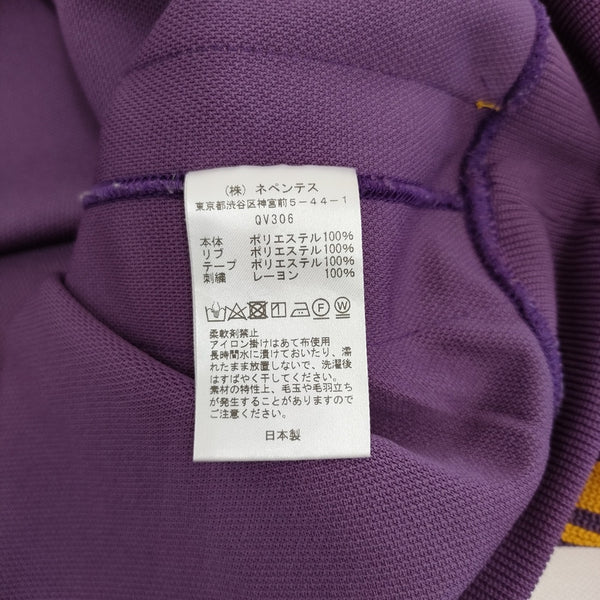 (株) ネペンテス
東京都渋谷区神宮前5-44-1
QV306
本体 ポリエステル100%
リブ ポリエステル100%
テープ ポリエステル100%
刺繍 レーヨン 100%
柔軟剤禁止
アイロン掛けはあて布使用
長時間水に漬けておいたり、濡
れたまま放置しないで、洗濯後
はすばやく干してください。
素材の特性上、毛玉や毛羽立ち
が発生することがありますので
ご注意ください。
日本製